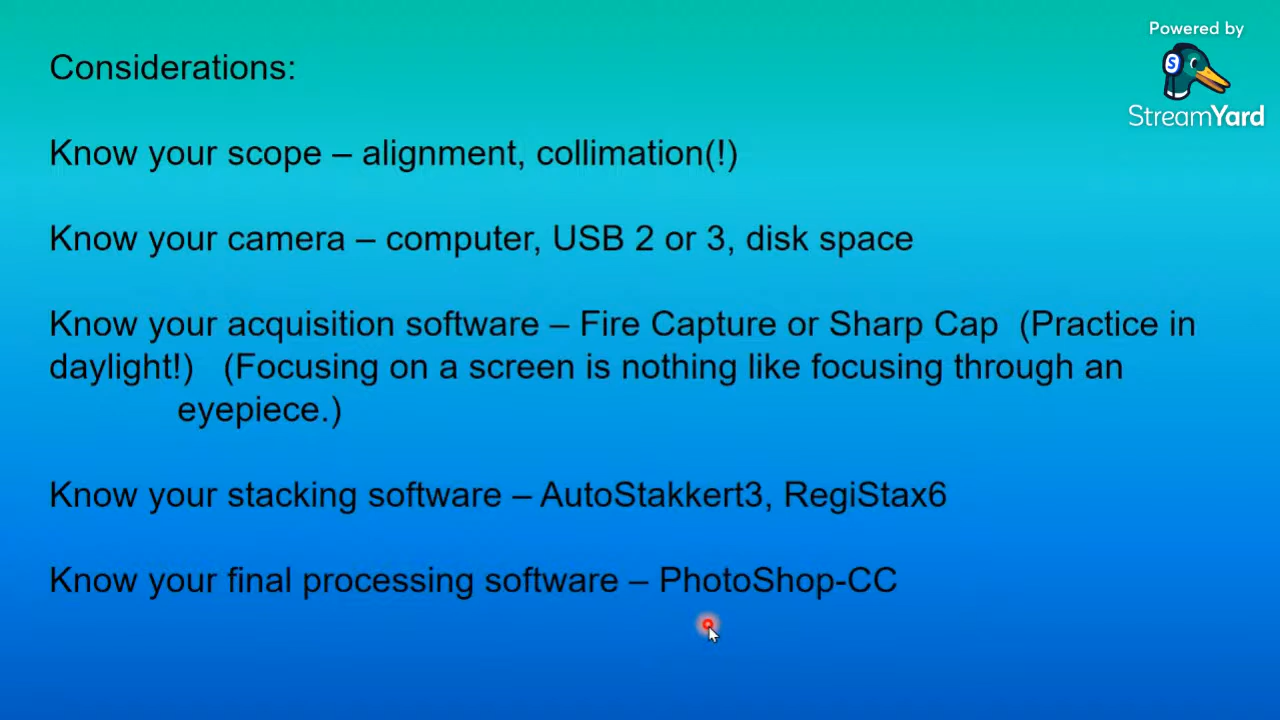 Powered by
S
StreamYard
Considerations:
Know your scope – alignment, collimation(!)
Know your camera – computer, USB 2 or 3, disk space
Know your acquisition software – Fire Capture or Sharp Cap  (Practice in
daylight!)   (Focusing on a screen is nothing like focusing through an
eyepiece.)
Know your stacking software – AutoStakkert3, RegiStax6
Know your final processing software – PhotoShop-CC